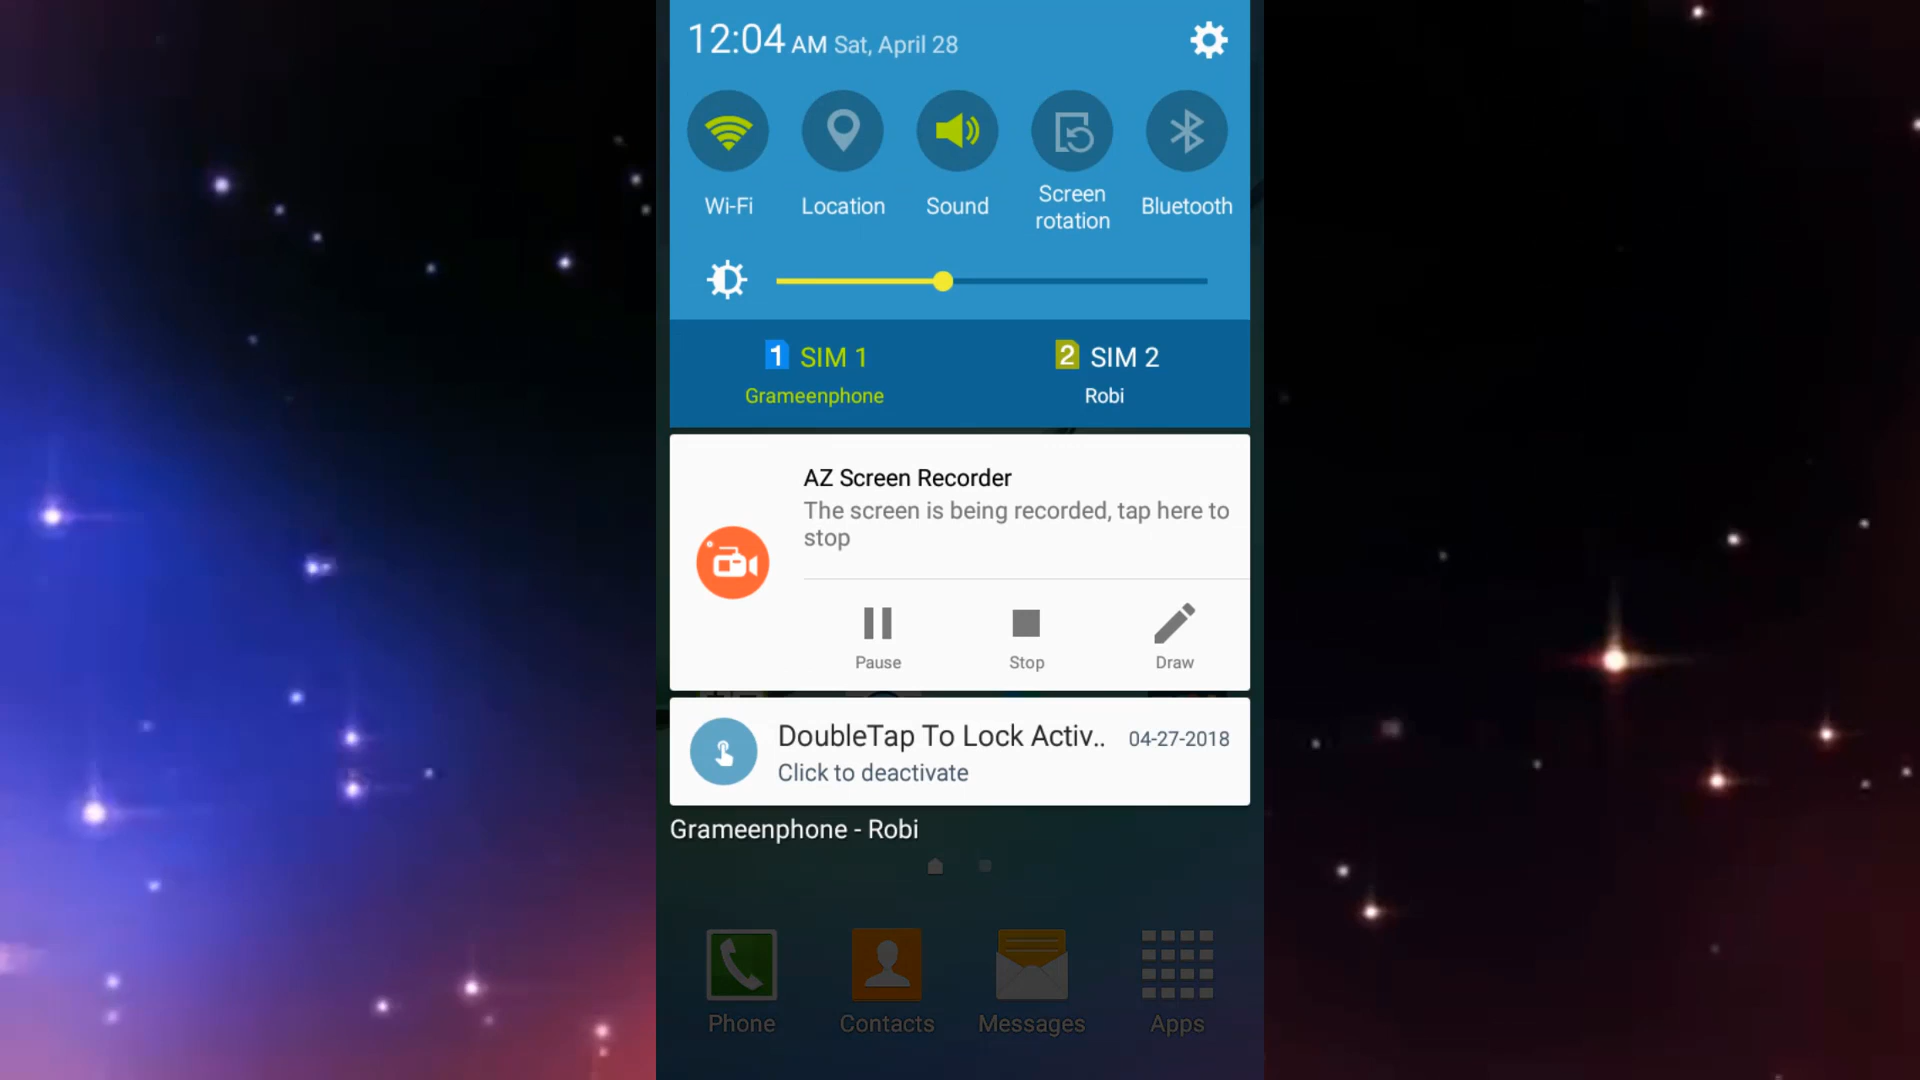 12:04 AM Sat, April 28
Wi-Fi
Location
Sound
Screen
rotation
Bluetooth
1 SIM 1
Grameenphone
2 SIM 2
Robi
AZ Screen Recorder
The screen is being recorded, tap here to
stop
Pause
Stop
Draw
DoubleTap To Lock Activ..
04-27-2018
Click to deactivate
Grameenphone - Robi
Phone
Contacts
Messages
Apps